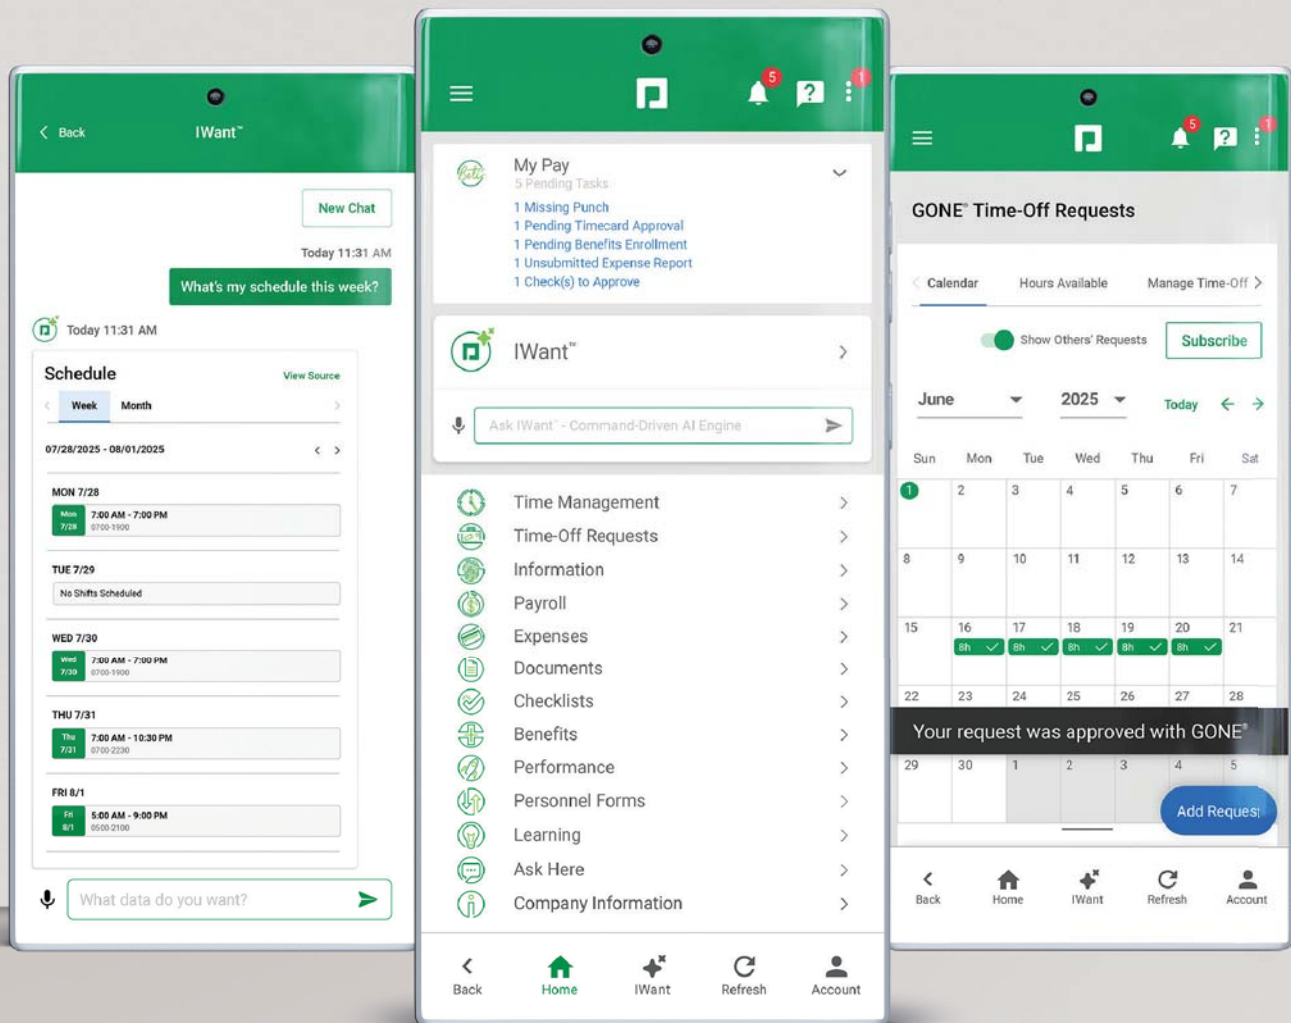 Back
IWant™
New Chat
Today 11:31 AM
What's my schedule this week?
Today 11:31 AM
Schedule
View Source
Week Month
07/28/2025 - 08/01/2025
MON 7/28
Mon 7:00 AM - 7:00 PM
7/28 0700-1900
TUE 7/29
No Shifts Scheduled
WED 7/30
Wed 7:00 AM - 7:00 PM
7/30 0700-1900
THU 7/31
Thu 7:00 AM - 10:30 PM
7/31 0700-2230
FRI 8/1
Fri 5:00 AM - 9:00 PM
8/1 0500-2100
What data do you want?
5
1
Betti
My Pay
5 Pending Tasks
1 Missing Punch
1 Pending Timecard Approval
1 Pending Benefits Enrollment
1 Unsubmitted Expense Report
1 Check(s) to Approve
IWant™
Ask IWant™ - Command-Driven AI Engine
Time Management
Time-Off Requests
Information
Payroll
Expenses
Documents
Checklists
Benefits
Performance
Personnel Forms
Learning
Ask Here
Company Information
Back Home IWant Refresh Account
5
1
GONE® Time-Off Requests
Calendar Hours Available Manage Time-Off
Show Others' Requests
Subscribe
June 2025 Today
Sun Mon Tue Wed Thu Fri Sat
1 2 3 4 5 6 7
8 9 10 11 12 13 14
15 16 17 18 19 20 21
8h 8h 8h 8h 8h
22 23 24 25 26 27 28
Your request was approved with GONE®
29 30 1 2 3 4 5
Add Request
Back Home IWant Refresh Account